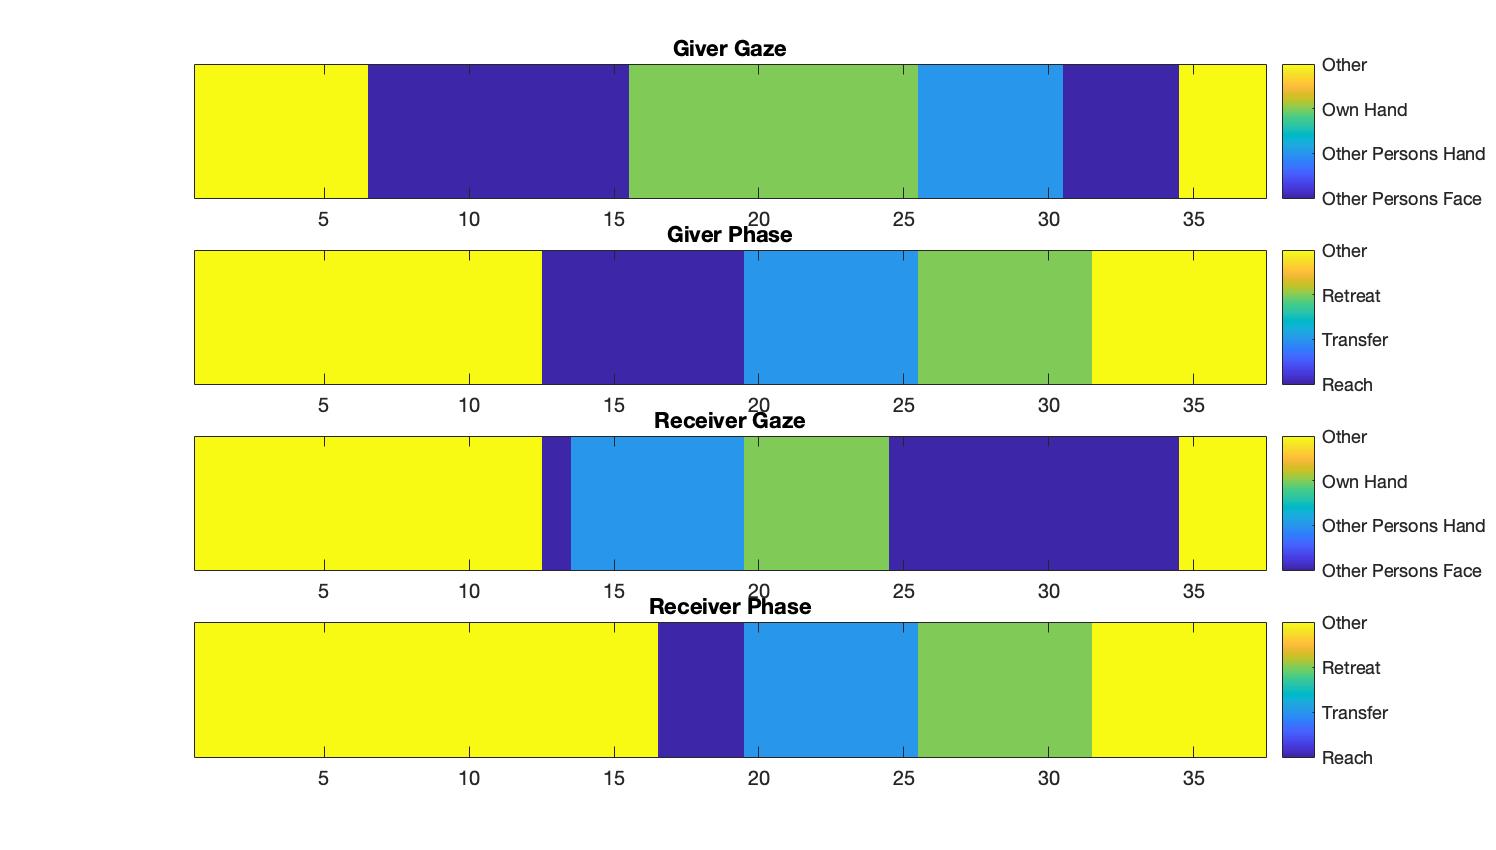 Giver Gaze
Other
Own Hand
Other Persons Hand
Other Persons Face
5 10 15 20 25 30 35
Giver Phase
Other
Retreat
Transfer
Reach
5 10 15 20 25 30 35
Receiver Gaze
Other
Own Hand
Other Persons Hand
Other Persons Face
5 10 15 20 25 30 35
Receiver Phase
Other
Retreat
Transfer
Reach
5 10 15 20 25 30 35